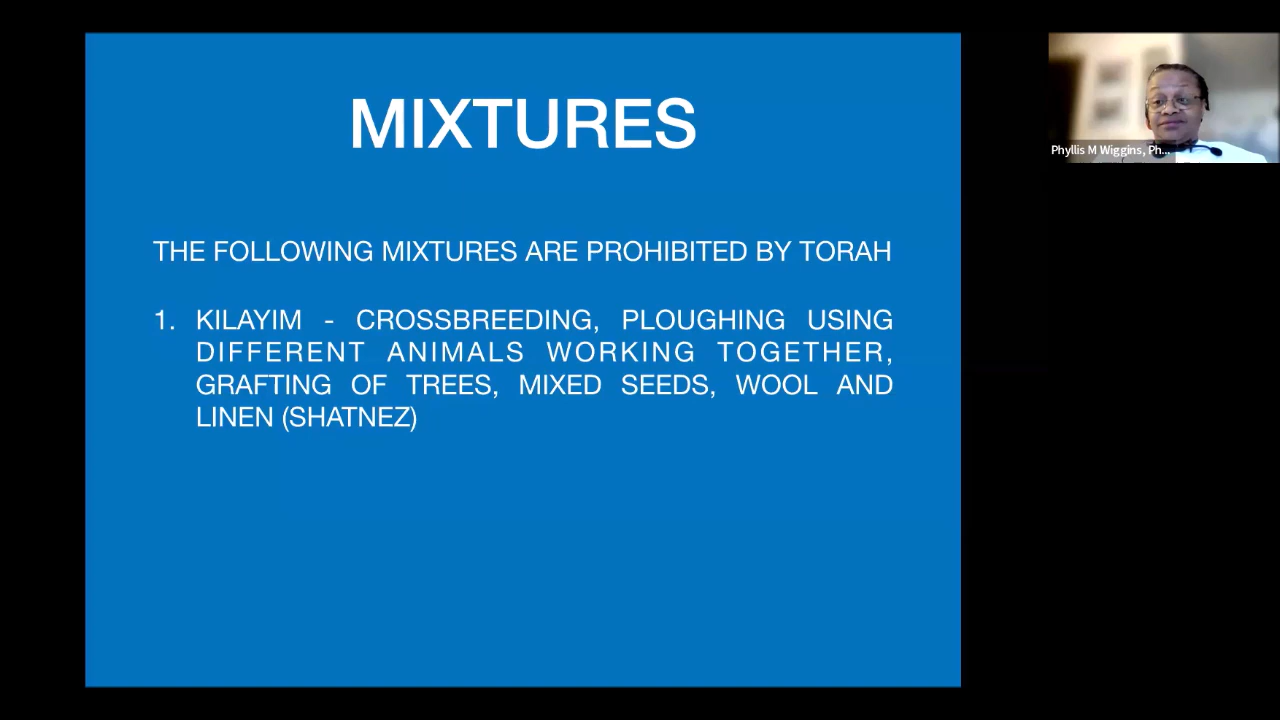 MIXTURES
THE FOLLOWING MIXTURES ARE PROHIBITED BY TORAH
1. KILAYIM - CROSSBREEDING, PLOUGHING USING
DIFFERENT ANIMALS WORKING TOGETHER,
GRAFTING OF TREES, MIXED SEEDS, WOOL AND
LINEN (SHATNEZ)
Phyllis M Wiggins, Ph...